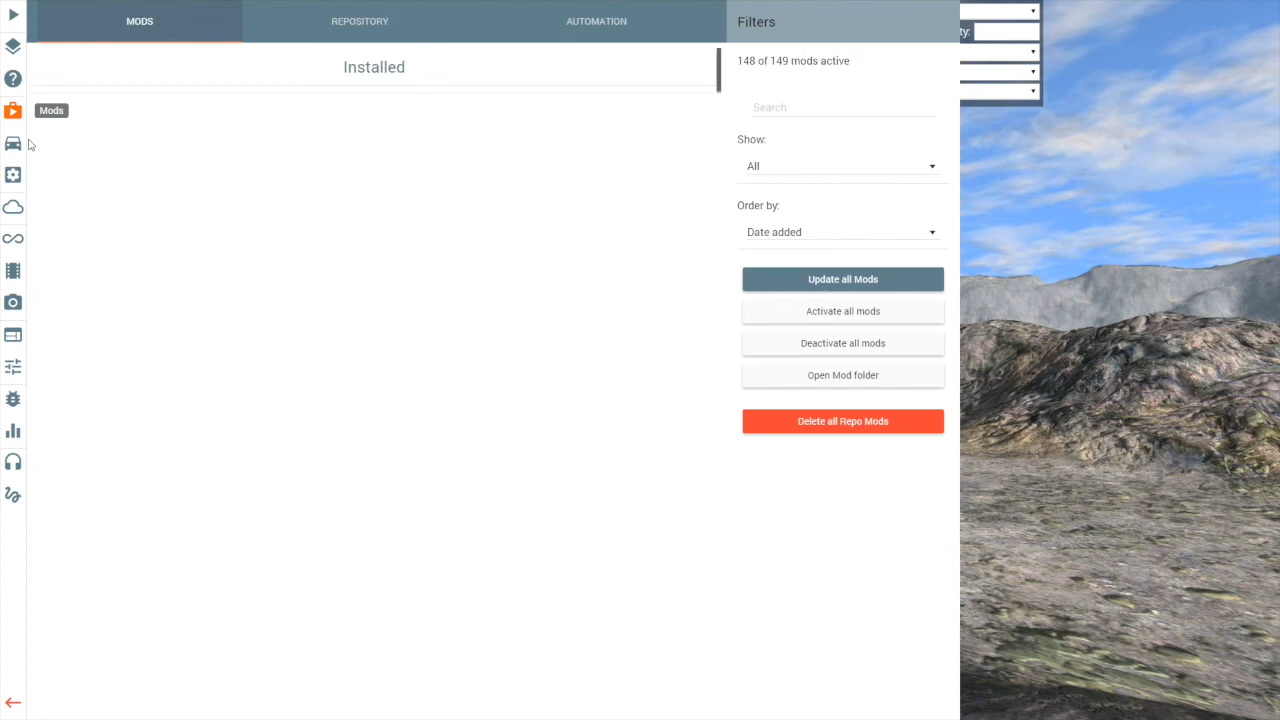 MODS
REPOSITORY
AUTOMATION
Filters
ty:
Installed
148 of 149 mods active
Mods
Search
Show:
All
Order by:
Date added
Update all Mods
Activate all mods
Deactivate all mods
Open Mod folder
Delete all Repo Mods